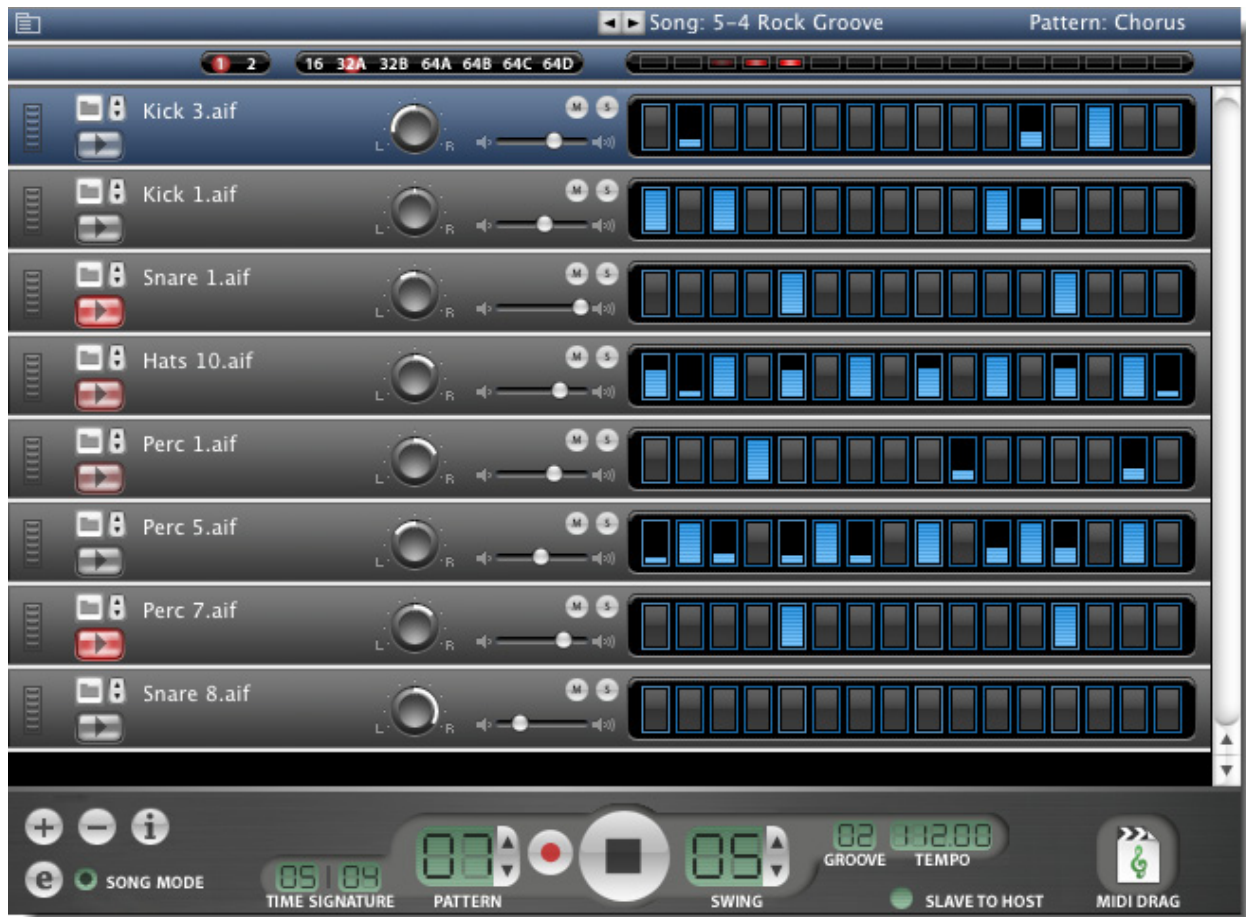 Song: 5-4 Rock Groove Pattern: Chorus
1 2 16 32A 32B 64A 64B 64C 64D
Kick 3.aif
M S
L R
Kick 1.aif
M S
L R
Snare 1.aif
M S
L R
Hats 10.aif
M S
L R
Perc 1.aif
M S
L R
Perc 5.aif
M S
L R
Perc 7.aif
M S
L R
Snare 8.aif
M S
L R
i
e SONG MODE
05 04
TIME SIGNATURE
07
PATTERN
05
SWING
02 112.00
GROOVE TEMPO
SLAVE TO HOST
MIDI DRAG